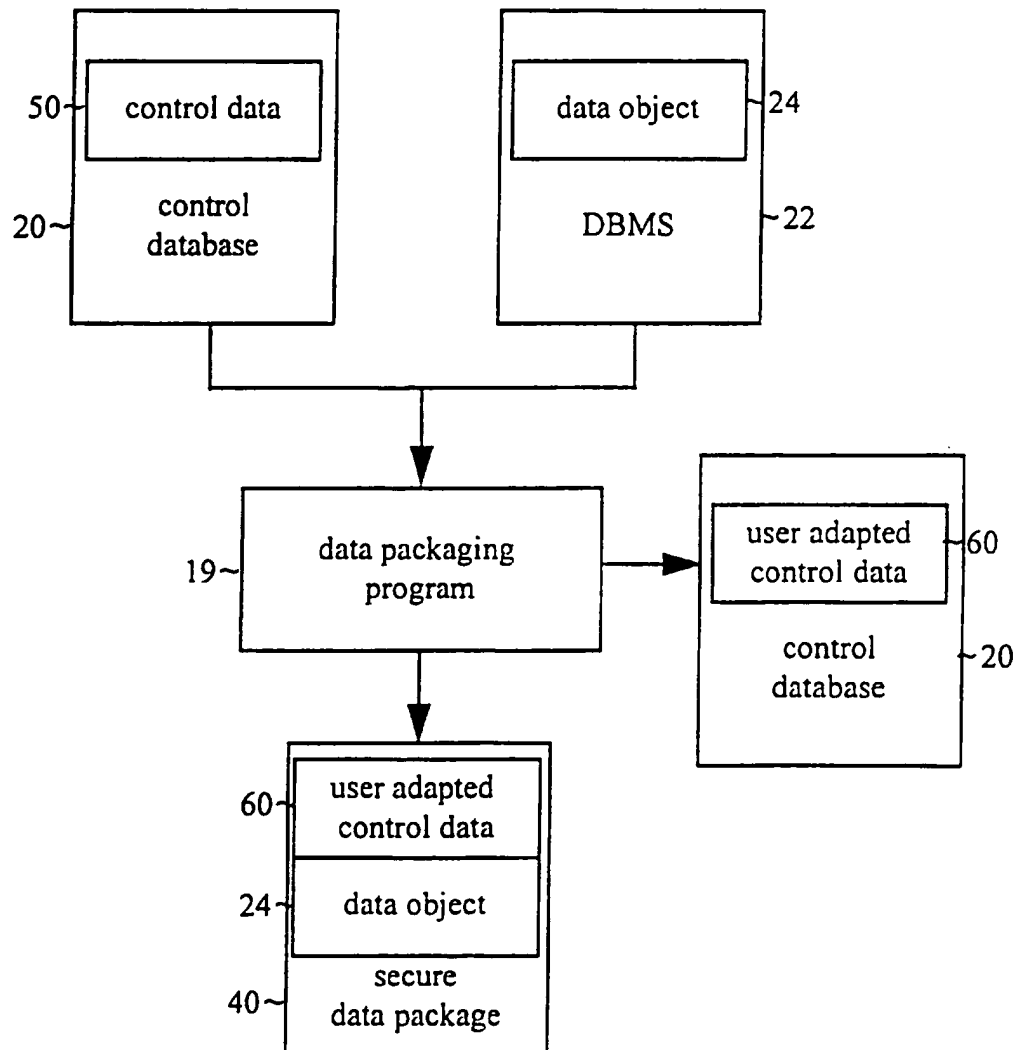 50~ control data
data object ~24
20~ control
database
DBMS ~22
19~ data packaging
program
user adapted
control data ~60
control
database ~20
60~ user adapted
control data
24~ data object
40~ secure
data package